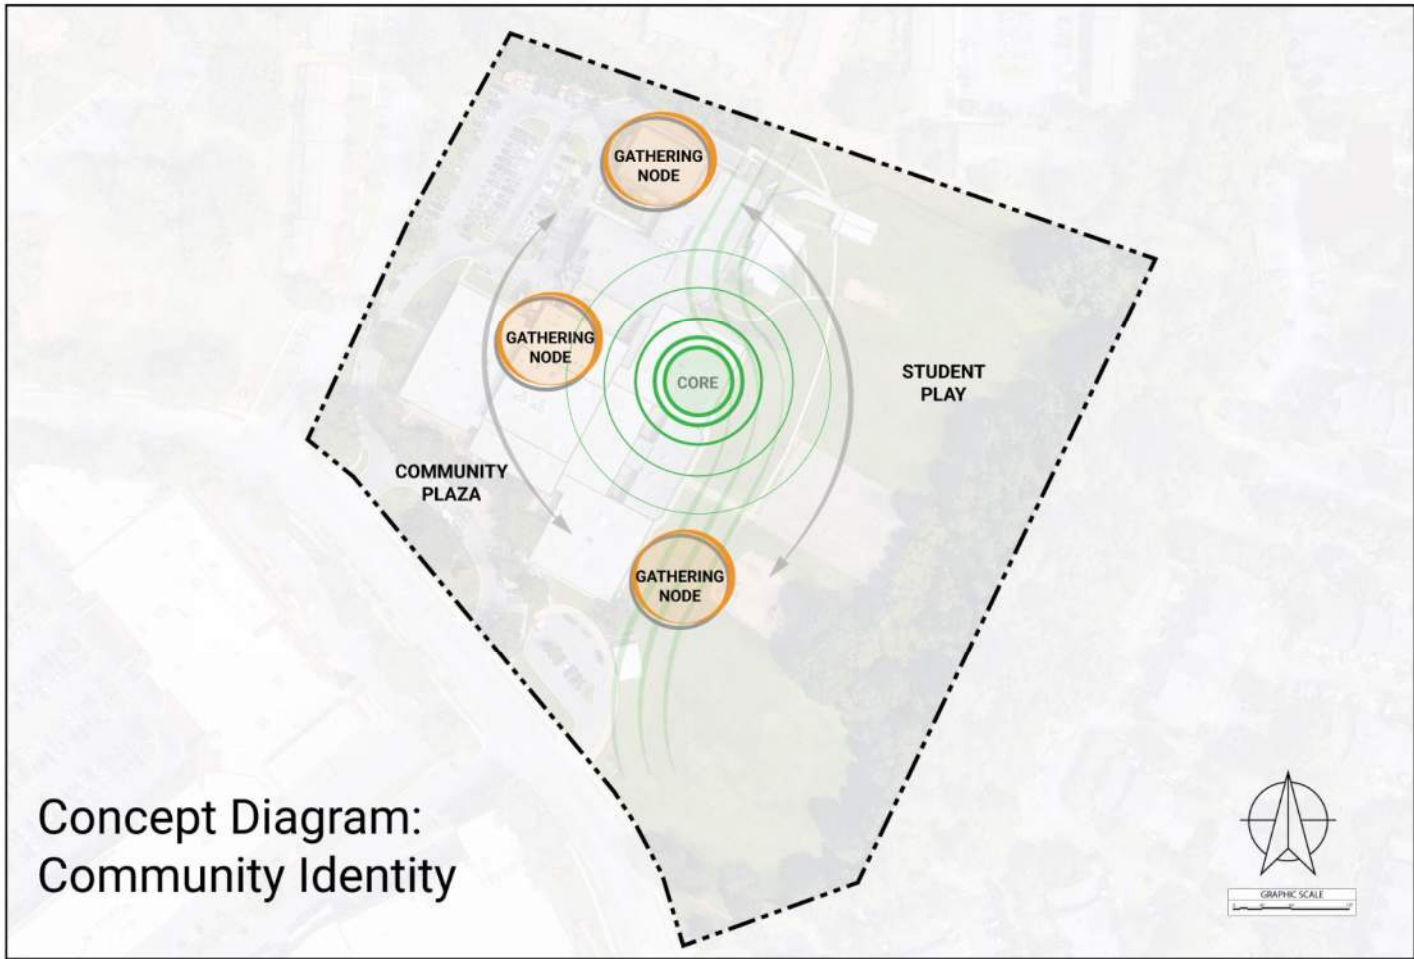 GATHERING
NODE
GATHERING
NODE
CORE
STUDENT
PLAY
COMMUNITY
PLAZA
GATHERING
NODE
Concept Diagram:
Community Identity
GRAPHIC SCALE